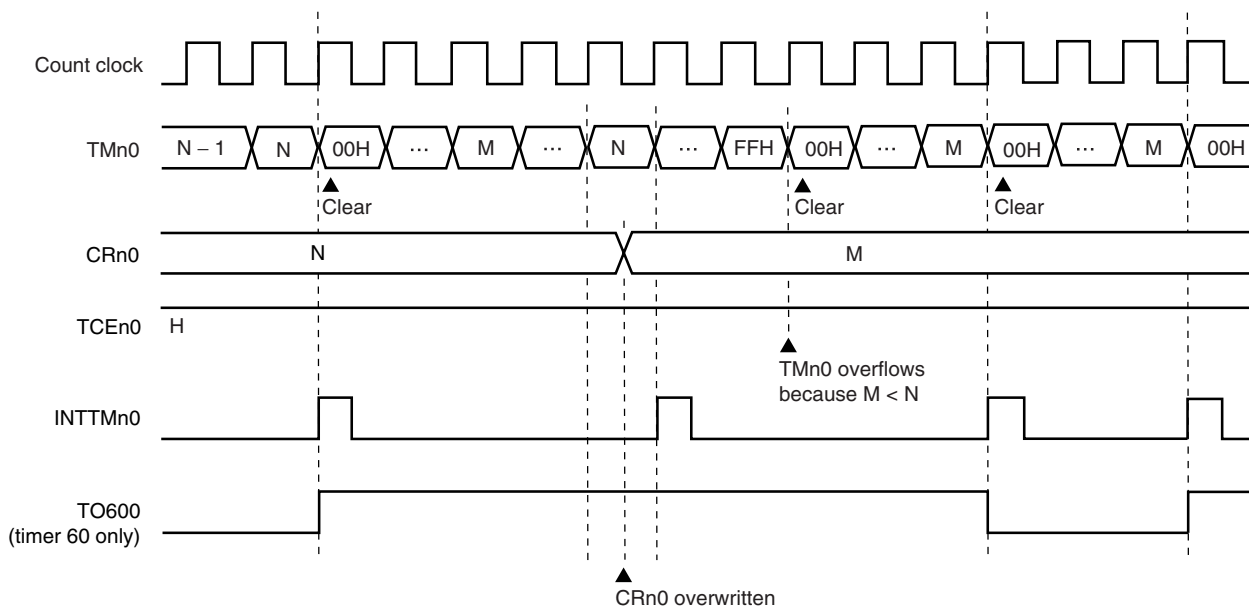 Count clock
TMn0 N – 1 N 00H ... M ... N ... FFH 00H ... M 00H ... M 00H
Clear Clear Clear
CRn0 N M
TCEn0 H
TMn0 overflows
because M < N
INTTMn0
TO600
(timer 60 only)
CRn0 overwritten